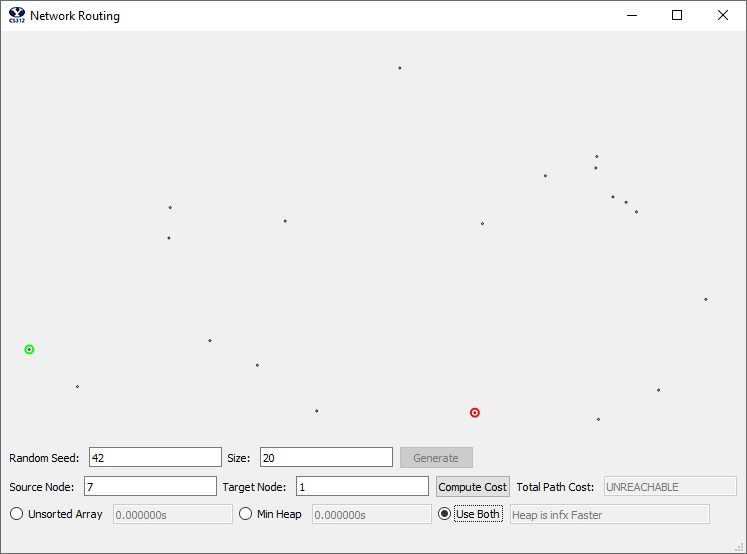 CS312 Network Routing
Random Seed: 42 Size: 20 Generate
Source Node: 7 Target Node: 1 Compute Cost Total Path Cost: UNREACHABLE
Unsorted Array 0.000000s Min Heap 0.000000s Use Both Heap is infx Faster